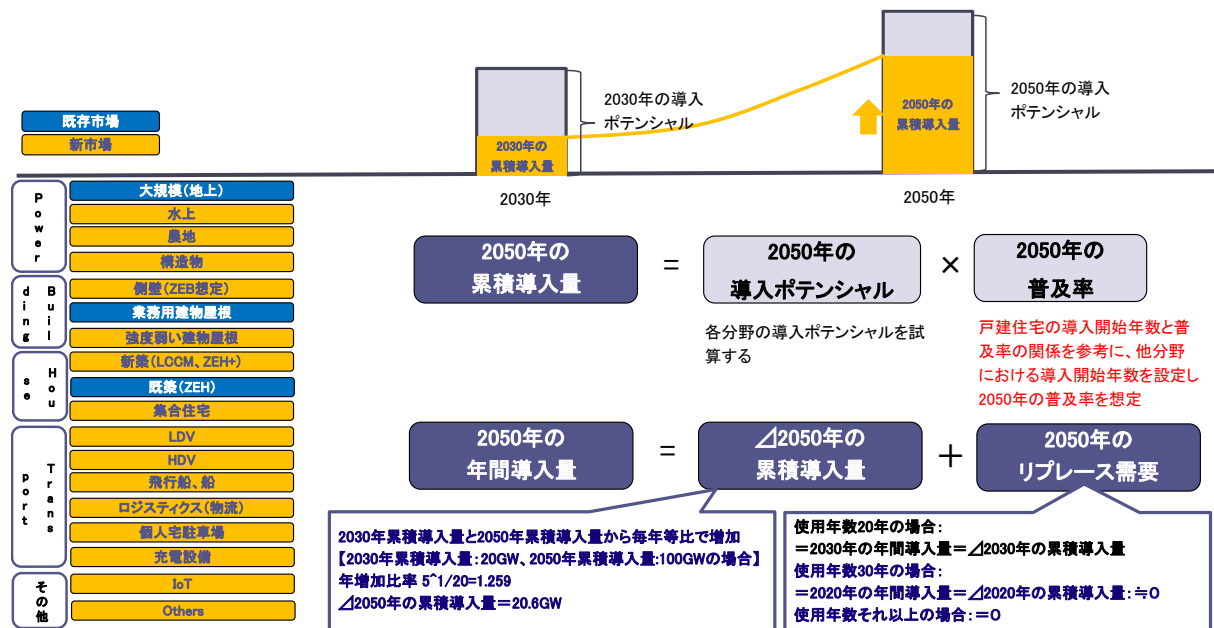 2030年の導入
ポテンシャル
2050年の導入
ポテンシャル
2030年の
累積導入量
2050年の
累積導入量
2030年
2050年
既存市場
新市場
Power
大規模(地上)
水上
農地
構造物
Building
側壁(ZEB想定)
業務用建物屋根
強度弱い建物屋根
House
新築(LCCM、ZEH+)
既築(ZEH)
集合住宅
Transport
LDV
HDV
飛行船、船
ロジスティクス(物流)
個人宅駐車場
充電設備
その他
IoT
Others
2050年の
累積導入量
=
2050年の
導入ポテンシャル
×
2050年の
普及率
各分野の導入ポテンシャルを試
算する
戸建住宅の導入開始年数と普
及率の関係を参考に、他分野
における導入開始年数を設定し
2050年の普及率を想定
2050年の
年間導入量
=
⊿2050年の
累積導入量
+
2050年の
リプレース需要
2030年累積導入量と2050年累積導入量から毎年等比で増加
【2030年累積導入量:20GW、2050年累積導入量:100GWの場合】
年増加比率 5^1/20=1.259
⊿2050年の累積導入量=20.6GW
使用年数20年の場合:
=2030年の年間導入量=⊿2030年の累積導入量
使用年数30年の場合:
=2020年の年間導入量=⊿2020年の累積導入量:≒0
使用年数それ以上の場合:=0